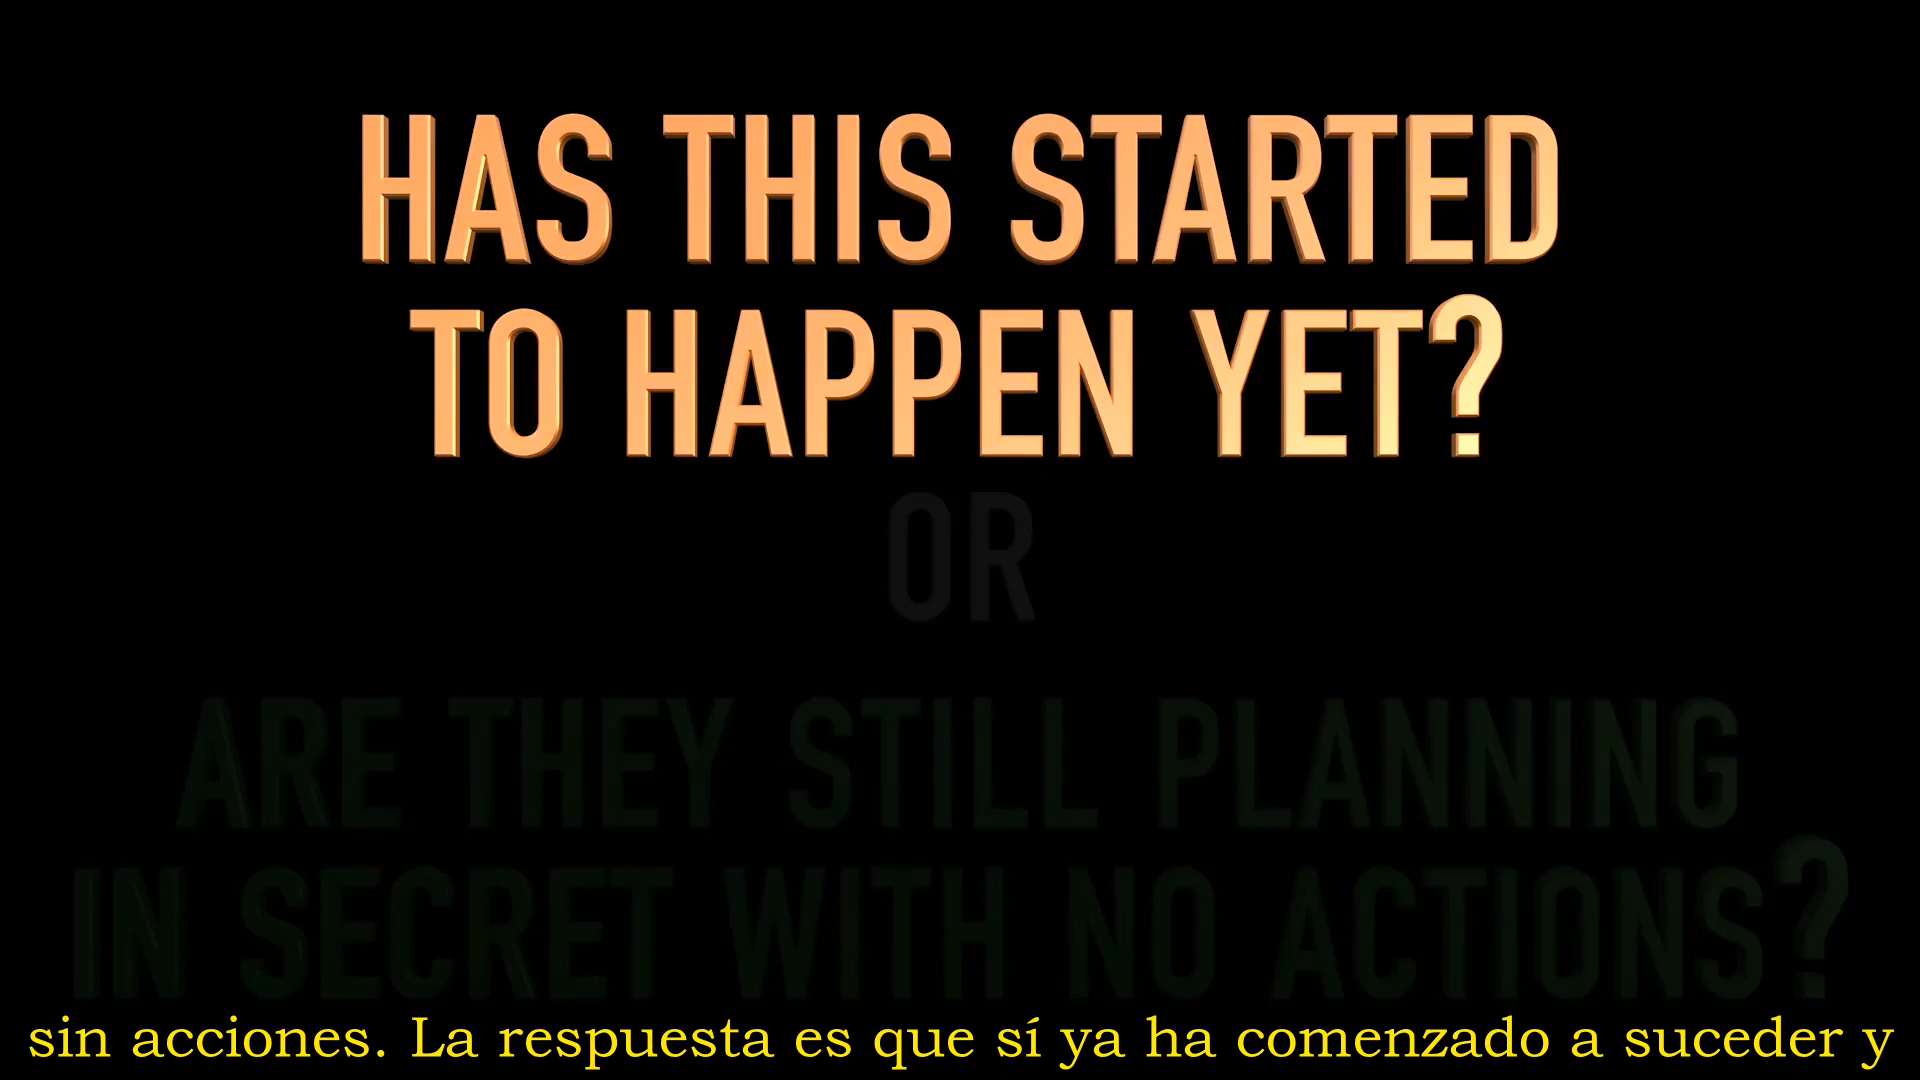 HAS THIS STARTED
TO HAPPEN YET?
OR
ARE THEY STILL PLANNING
IN SECRET WITH NO ACTIONS?
sin acciones. La respuesta es que sí ya ha comenzado a suceder y